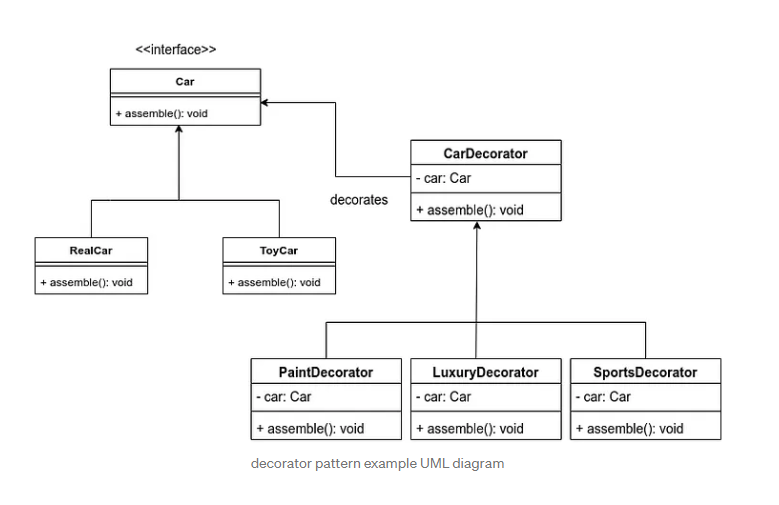 <<interface>>
Car
+ assemble(): void
CarDecorator
- car: Car
+ assemble(): void
decorates
RealCar
+ assemble(): void
ToyCar
+ assemble(): void
PaintDecorator
- car: Car
+ assemble(): void
LuxuryDecorator
- car: Car
+ assemble(): void
SportsDecorator
- car: Car
+ assemble(): void
decorator pattern example UML diagram